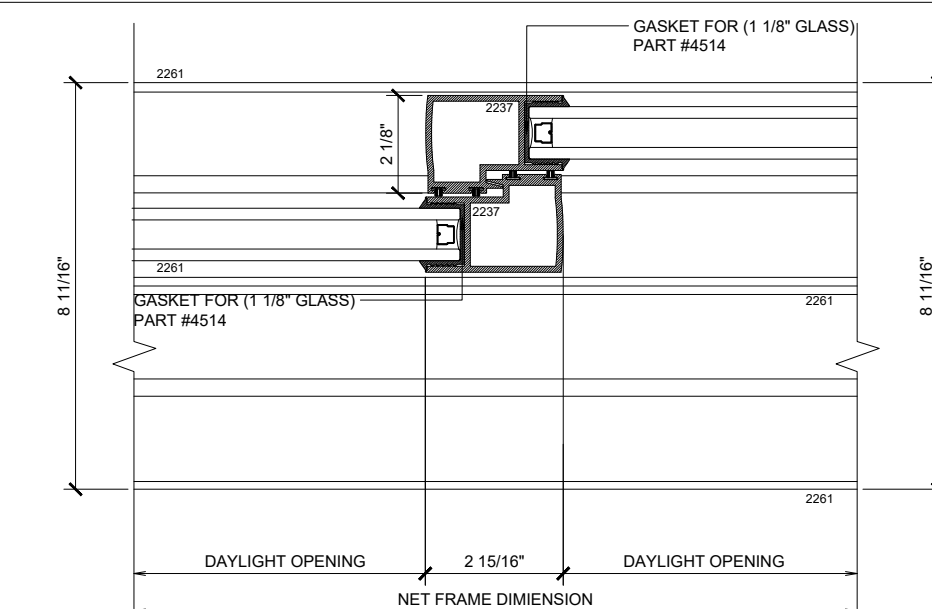 GASKET FOR (1 1/8" GLASS)
PART #4514
2261
2237
2 1/8"
2237
2261
8 11/16"
8 11/16"
GASKET FOR (1 1/8" GLASS)
PART #4514
2261
2261
DAYLIGHT OPENING
2 15/16"
DAYLIGHT OPENING
NET FRAME DIMIENSION